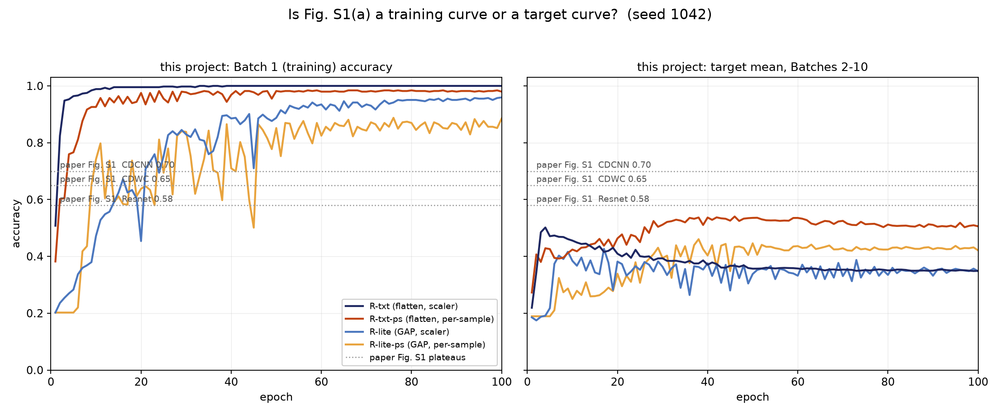 Is Fig. S1(a) a training curve or a target curve?  (seed 1042)
this project: Batch 1 (training) accuracy
accuracy
1.0
0.8
0.6
0.4
0.2
0.0
paper Fig. S1  CDCNN 0.70
paper Fig. S1  CDWC 0.65
paper Fig. S1  Resnet 0.58
R-txt (flatten, scaler)
R-txt-ps (flatten, per-sample)
R-lite (GAP, scaler)
R-lite-ps (GAP, per-sample)
paper Fig. S1 plateaus
0 20 40 60 80 100
epoch
this project: target mean, Batches 2-10
paper Fig. S1  CDCNN 0.70
paper Fig. S1  CDWC 0.65
paper Fig. S1  Resnet 0.58
0 20 40 60 80 100
epoch